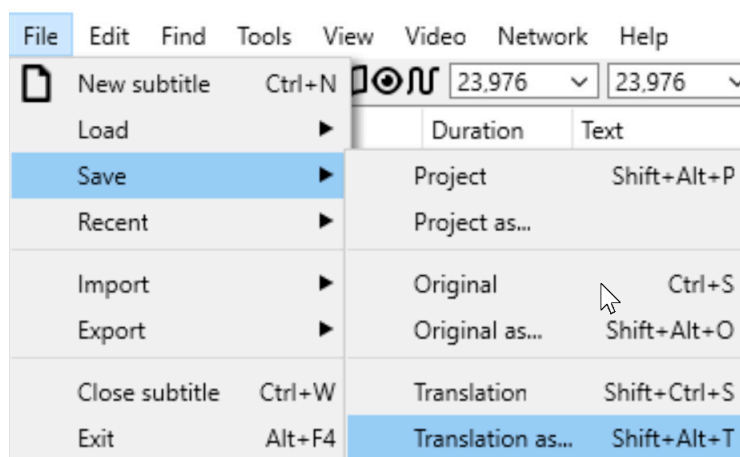 File Edit Find Tools View Video Network Help
New subtitle Ctrl+N 23,976 23,976
Load Duration Text
Save Project Shift+Alt+P
Recent Project as...
Import Original Ctrl+S
Export Original as... Shift+Alt+O
Close subtitle Ctrl+W Translation Shift+Ctrl+S
Exit Alt+F4 Translation as... Shift+Alt+T